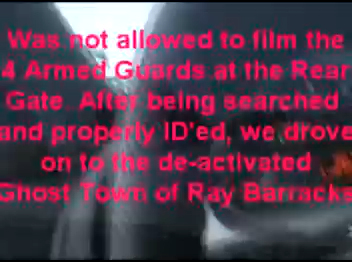 Was not allowed to film the
4 Armed Guards at the Rear
Gate. After being searched
and properly ID'ed, we drove
on to the de-activated
Ghost Town of Ray Barracks